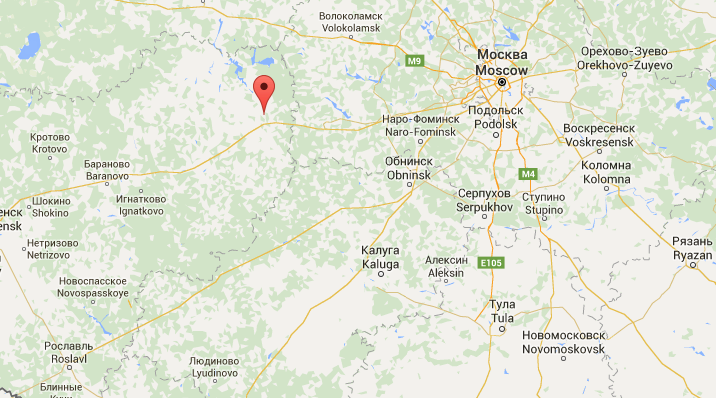 Волоколамск
Volokolamsk
M9
Москва
Moscow
Орехово-Зуево
Orekhovo-Zuyevo
Наро-Фоминск
Naro-Fominsk
Подольск
Podolsk
Воскресенск
Voskresensk
Кротово
Krotovo
Бараново
Baranovo
Обнинск
Obninsk
M4
Коломна
Kolomna
Игнатково
Ignatkovo
Шокино
Shokino
Серпухов
Serpukhov
Ступино
Stupino
енск
ensk
Нетризово
Netrizovo
Калуга
Kaluga
Алексин
Aleksin
E105
Рязань
Ryazan
Новоспасское
Novospasskoye
Тула
Tula
Новомосковск
Novomoskovsk
Рославль
Roslavl
Людиново
Lyudinovo
Блинные